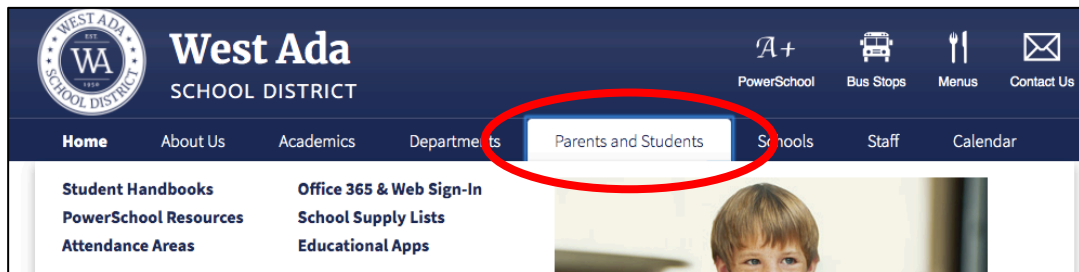 WEST ADA
EST
WA
1950
SCHOOL DISTRICT
West Ada
SCHOOL DISTRICT
A+
PowerSchool
Bus Stops
Menus
Contact Us
Home
About Us
Academics
Departments
Parents and Students
Schools
Staff
Calendar
Student Handbooks
Office 365 & Web Sign-In
PowerSchool Resources
School Supply Lists
Attendance Areas
Educational Apps